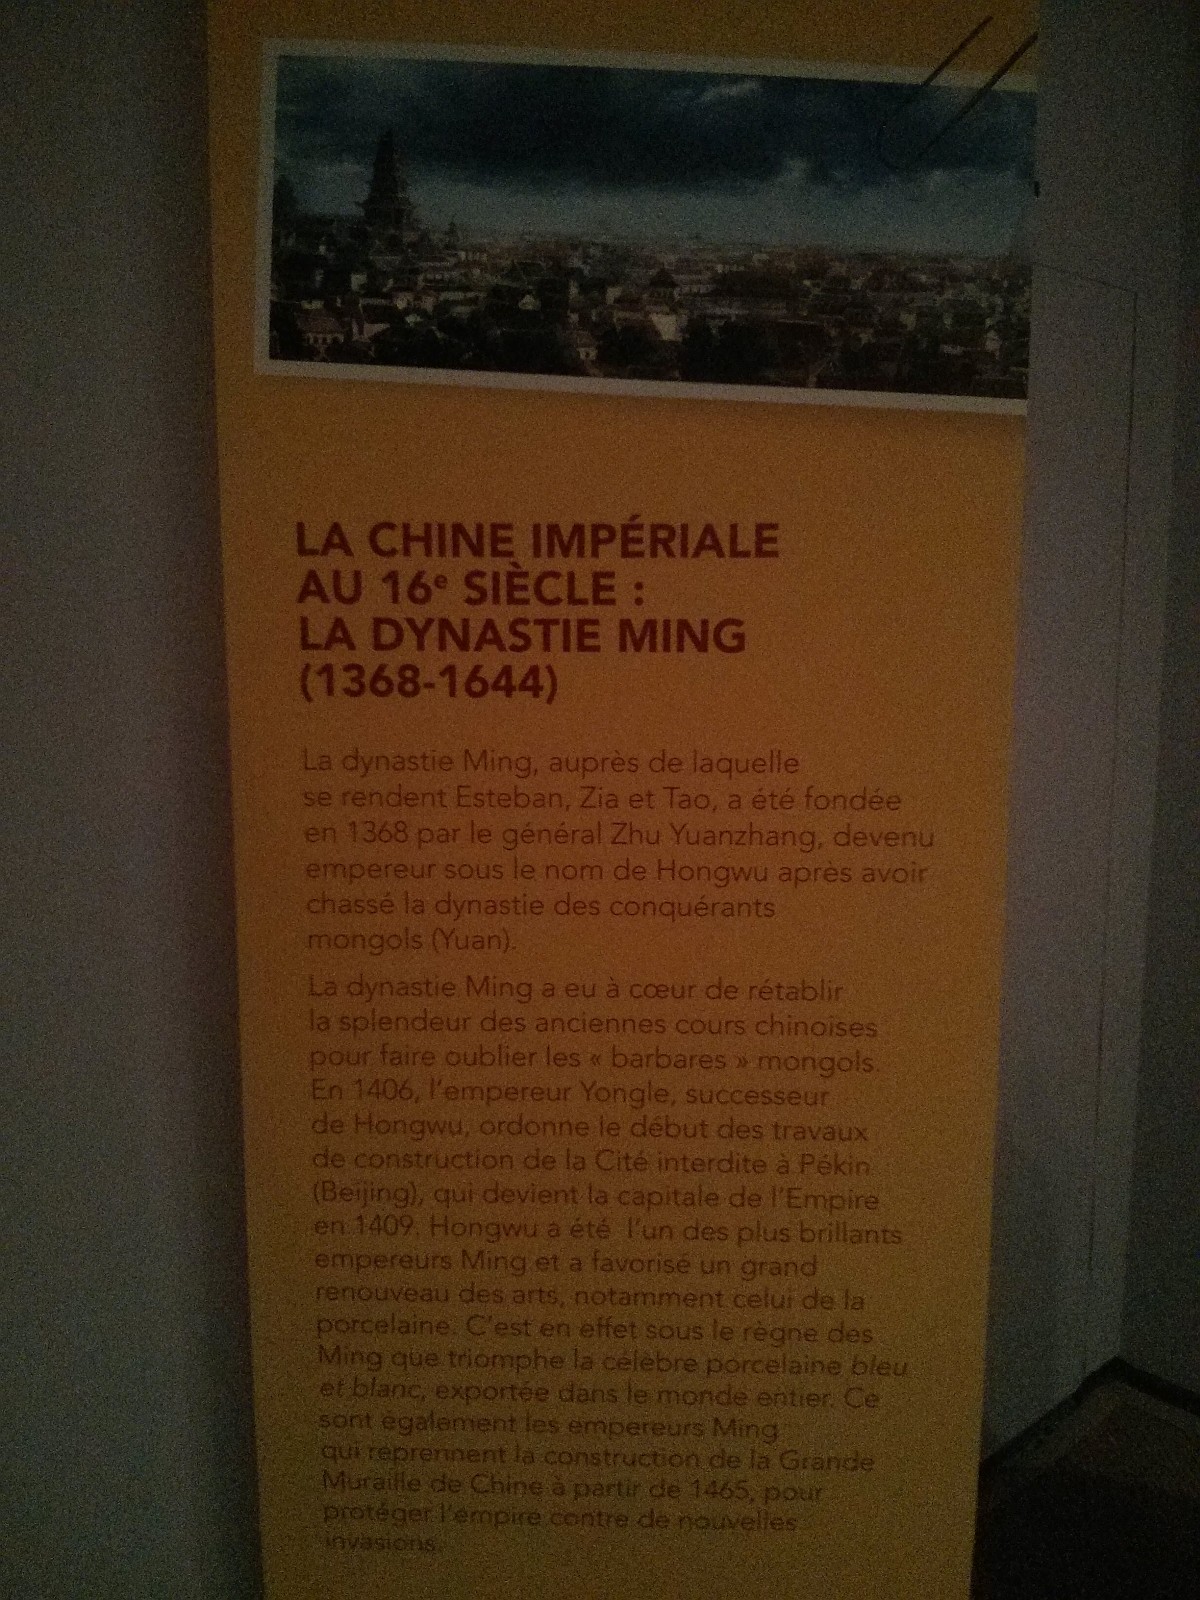 LA CHINE IMPÉRIALE
AU 16e SIÈCLE :
LA DYNASTIE MING
(1368-1644)
La dynastie Ming, auprès de laquelle
se rendent Esteban, Zia et Tao, a été fondée
en 1368 par le général Zhu Yuanzhang, devenu
empereur sous le nom de Hongwu après avoir
chassé la dynastie des conquérants
mongols (Yuan).
La dynastie Ming a eu à cœur de rétablir
la splendeur des anciennes cours chinoises
pour faire oublier les « barbares » mongols.
En 1406, l'empereur Yongle, successeur
de Hongwu, ordonne le début des travaux
de construction de la Cité interdite à Pékin
(Beijing), qui devient la capitale de l'Empire
en 1409. Hongwu a été l'un des plus brillants
empereurs Ming et a favorisé un grand
renouveau des arts, notamment celui de la
porcelaine. C'est en effet sous le règne des
Ming que triomphe la célèbre porcelaine bleu
et blanc, exportée dans le monde entier. Ce
sont également les empereurs Ming
qui reprennent la construction de la Grande
Muraille de Chine à partir de 1465, pour
protéger l'empire contre de nouvelles
invasions.